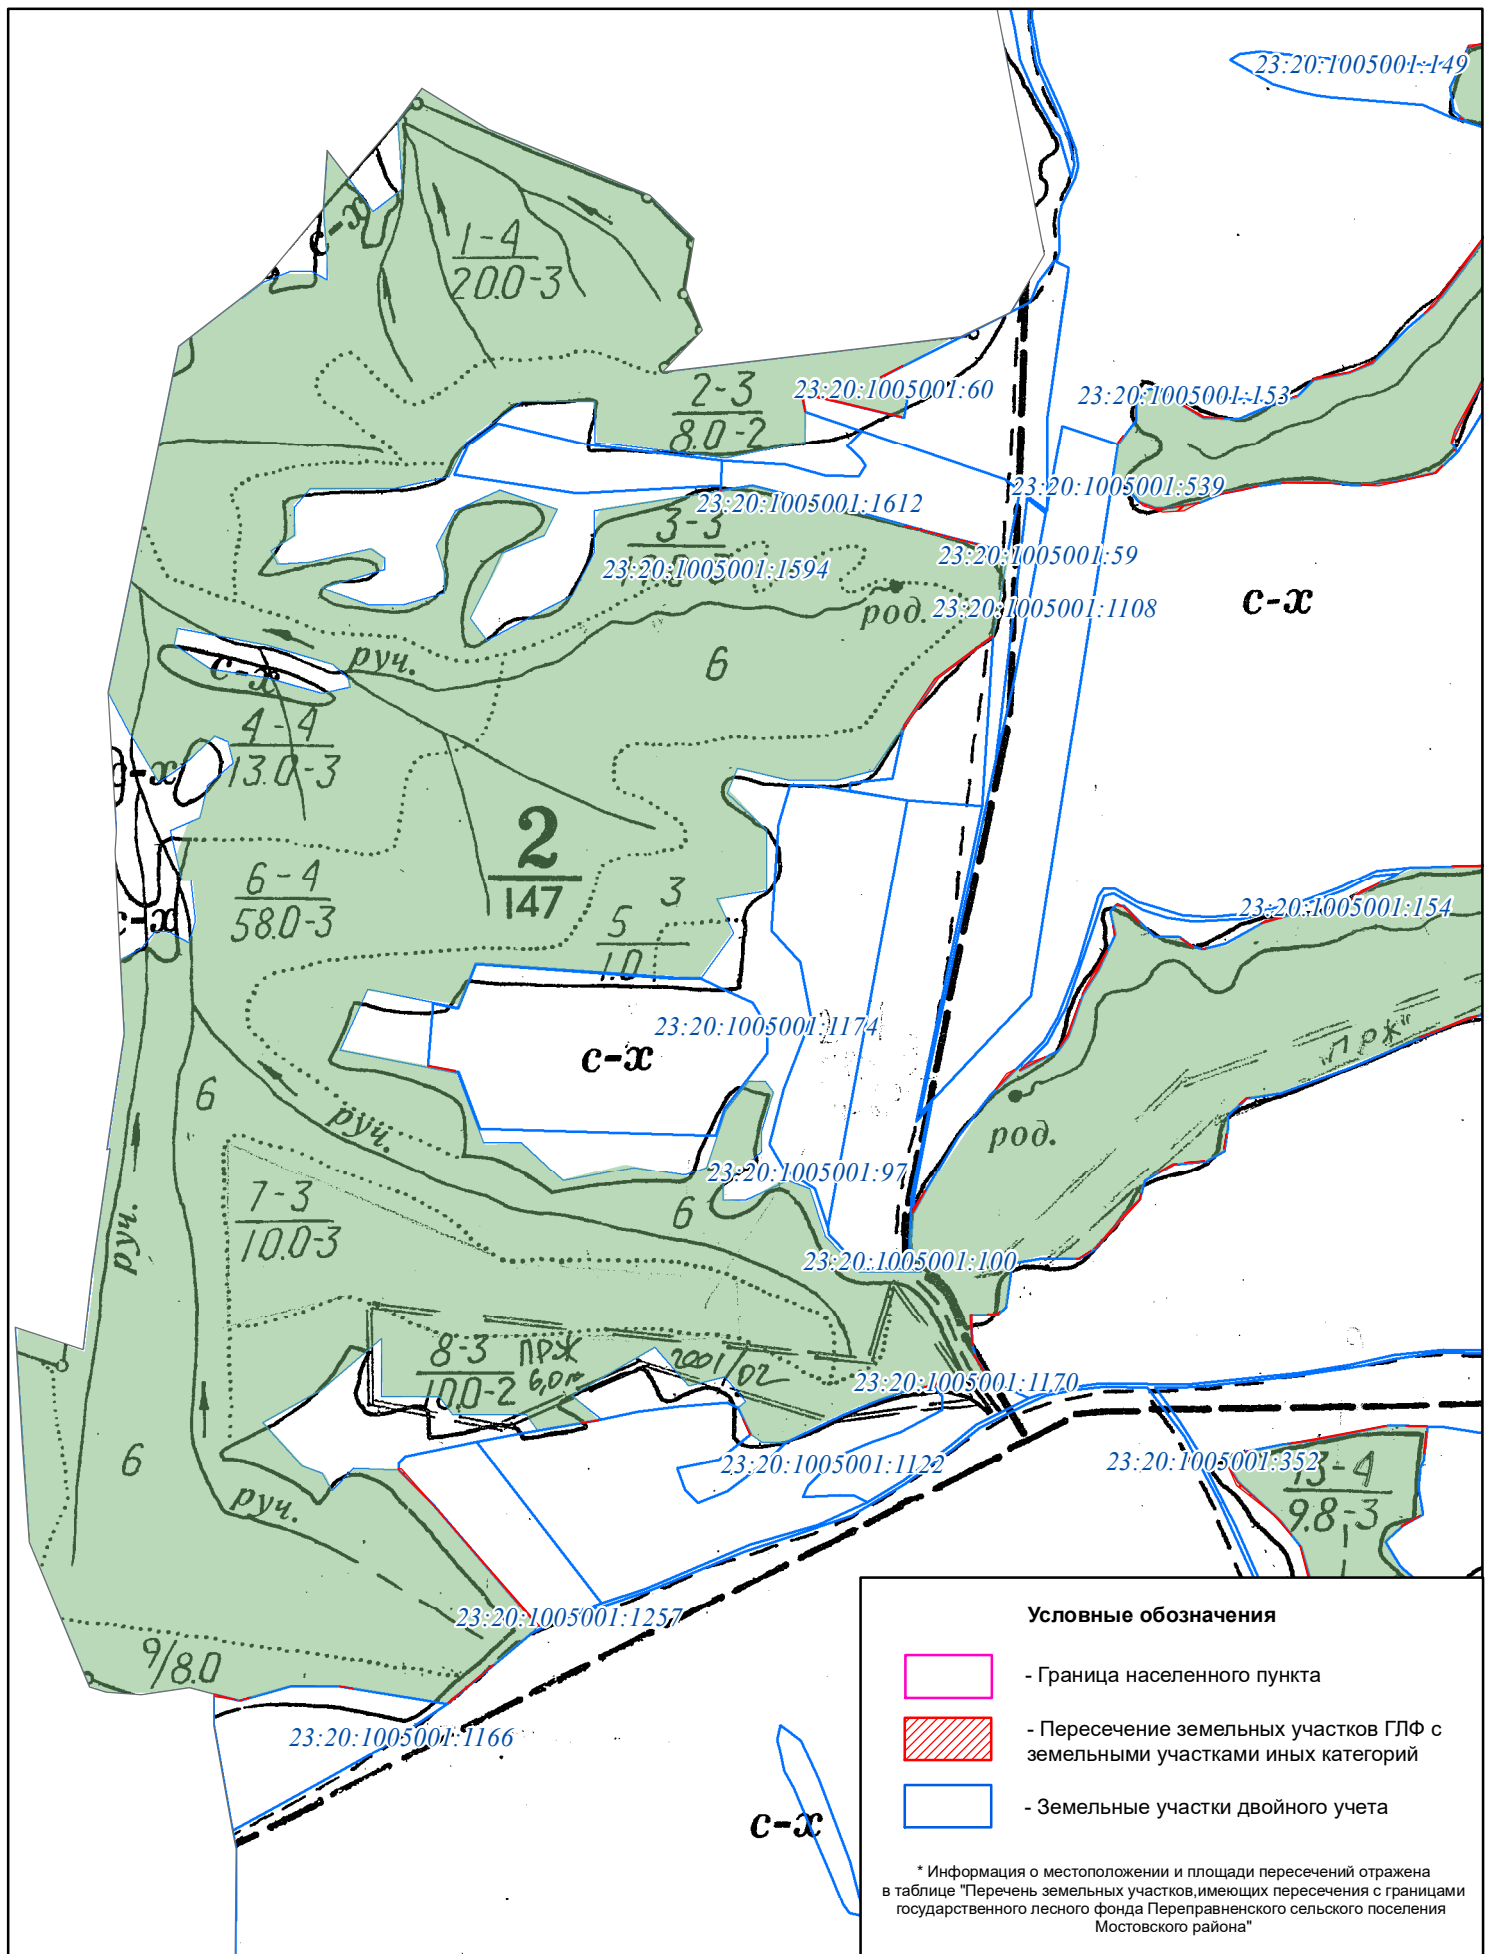 23:20:1005001:149
с-х
1-4
20.0-3
2-3
8.0-2
23:20:1005001:60
23:20:1005001:153
23:20:1005001:539
23:20:1005001:1612
3-3
23:20:1005001:1594
23:20:1005001:59
23:20:1005001:1108
с-х
род.
руч.
6
с-х
4-4
13.0-3
с-х
2
147
6-4
58.0-3
3
5
1.0
с-х
23:20:1005001:154
23:20:1005001:1174
с-х
"ПРЖ"
6
руч.
род.
23:20:1005001:97
7-3
10.0-3
6
руч.
23:20:1005001:100
8-3
10.0-2
ПРЖ
6,0га
2001/02
23:20:1005001:1170
6
23:20:1005001:1122
23:20:1005001:352
13-4
9.8-3
руч.
23:20:1005001:1257
9/8.0
23:20:1005001:1166
с-х
Условные обозначения
- Граница населенного пункта
- Пересечение земельных участков ГЛФ с
земельными участками иных категорий
- Земельные участки двойного учета
* Информация о местоположении и площади пересечений отражена
в таблице "Перечень земельных участков,имеющих пересечения с границами
государственного лесного фонда Переправненского сельского поселения
Мостовского района"